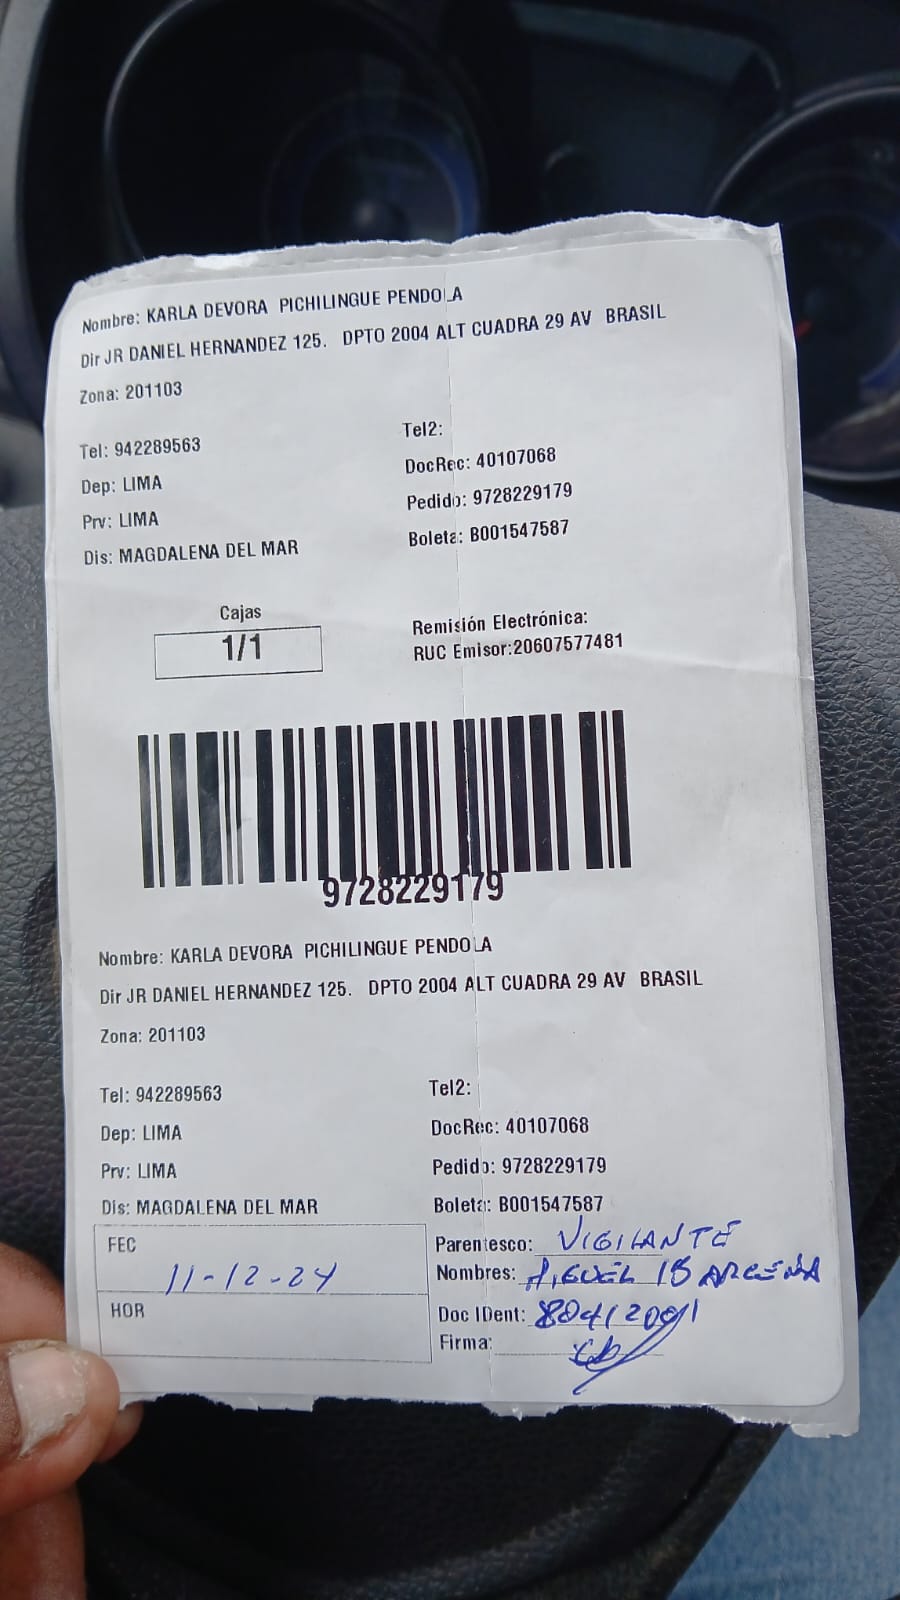 Nombre: KARLA DEVORA PICHILINGUE PENDOLA
Dir JR DANIEL HERNANDEZ 125. DPTO 2004 ALT CUADRA 29 AV BRASIL
Zona: 201103
Tel: 942289563 Tel2:
Dep: LIMA DocRec: 40107068
Prv: LIMA Pedido: 9728229179
Dis: MAGDALENA DEL MAR Boleta: B001547587
Cajas Remisión Electrónica:
1/1 RUC Emisor:20607577481
9728229179
Nombre: KARLA DEVORA PICHILINGUE PENDOLA
Dir JR DANIEL HERNANDEZ 125. DPTO 2004 ALT CUADRA 29 AV BRASIL
Zona: 201103
Tel: 942289563 Tel2:
Dep: LIMA DocRec: 40107068
Prv: LIMA Pedido: 9728229179
Dis: MAGDALENA DEL MAR Boleta: B001547587
FEC Parentesco: VIGILANTE
11-12-24 Nombres: MIGUEL
HOR Doc IDent:
Firma: